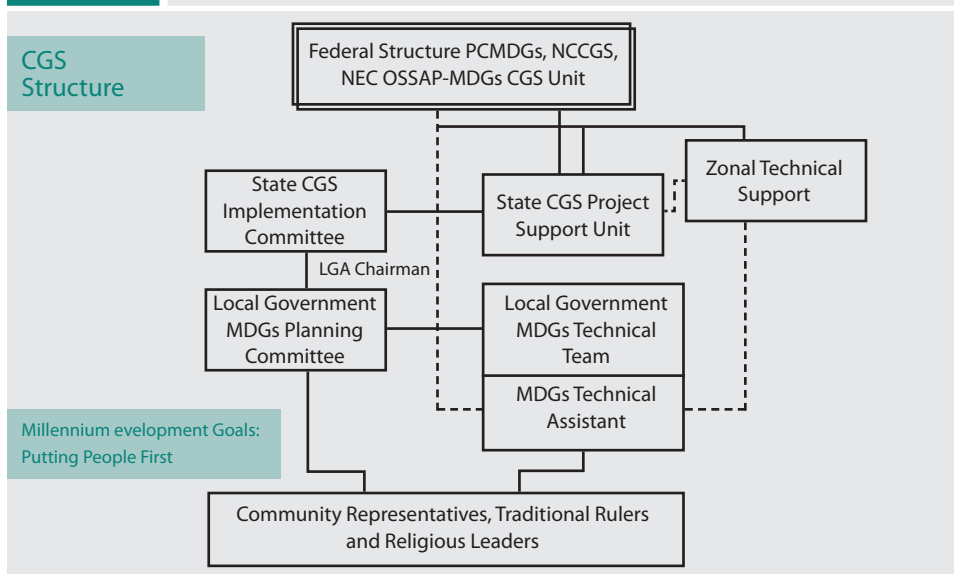 CGS
Structure
Federal Structure PCMDGs, NCCGS,
NEC OSSAP-MDGs CGS Unit
Zonal Technical
Support
State CGS
Implementation
Committee
State CGS Project
Support Unit
LGA Chairman
Local Government
MDGs Planning
Committee
Local Government
MDGs Technical
Team
MDGs Technical
Assistant
Millennium evelopment Goals:
Putting People First
Community Representatives, Traditional Rulers
and Religious Leaders